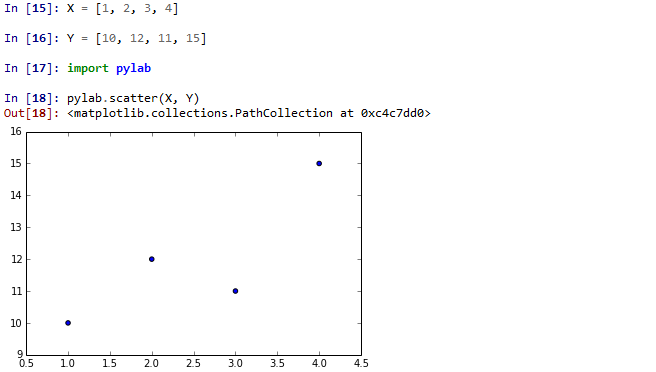 In [15]: X = [1, 2, 3, 4]
In [16]: Y = [10, 12, 11, 15]
In [17]: import pylab
In [18]: pylab.scatter(X, Y)
Out[18]: <matplotlib.collections.PathCollection at 0xc4c7dd0>
16
15
14
13
12
11
10
9
0.5 1.0 1.5 2.0 2.5 3.0 3.5 4.0 4.5